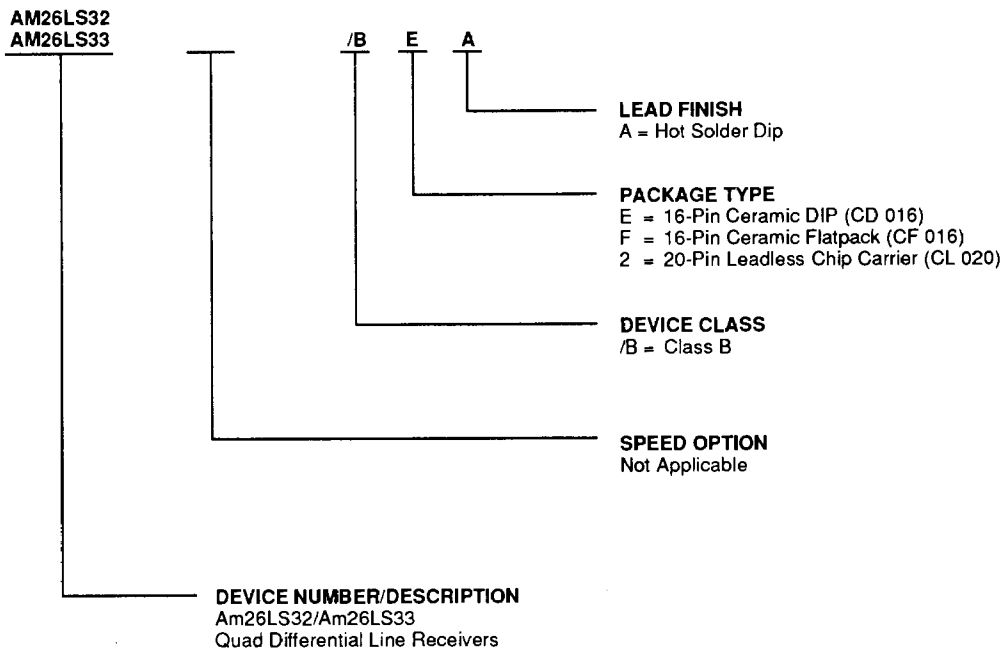 AM26LS32
AM26LS33 /B E A
LEAD FINISH
A = Hot Solder Dip
PACKAGE TYPE
E = 16-Pin Ceramic DIP (CD 016)
F = 16-Pin Ceramic Flatpack (CF 016)
2 = 20-Pin Leadless Chip Carrier (CL 020)
DEVICE CLASS
/B = Class B
SPEED OPTION
Not Applicable
DEVICE NUMBER/DESCRIPTION
Am26LS32/Am26LS33
Quad Differential Line Receivers